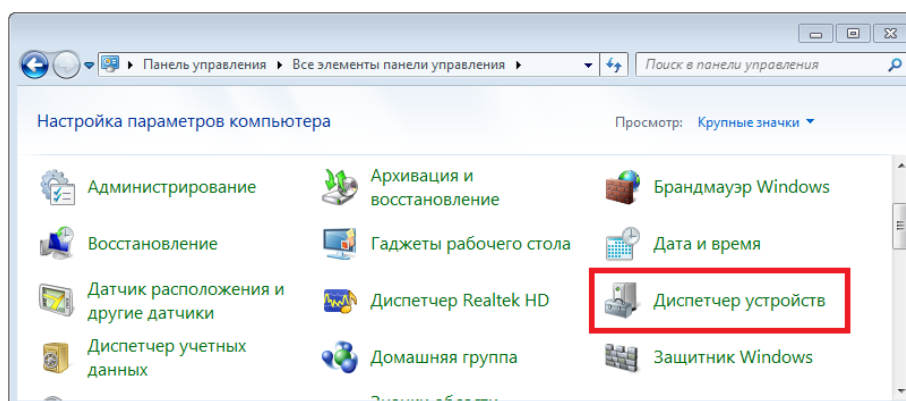 Панель управления ▸ Все элементы панели управления ▸
Поиск в панели управления
Настройка параметров компьютера
Просмотр: Крупные значки
Администрирование
Архивация и
восстановление
Брандмауэр Windows
Восстановление
Гаджеты рабочего стола
Дата и время
Датчик расположения и
другие датчики
Диспетчер Realtek HD
Диспетчер устройств
Диспетчер учетных
данных
Домашняя группа
Защитник Windows